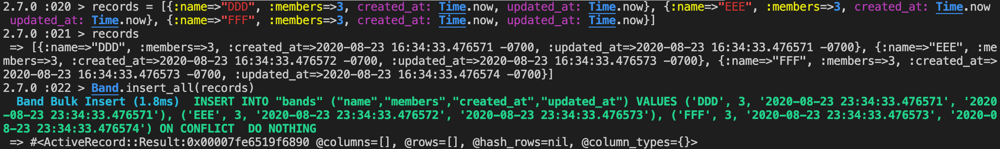 2.7.0 :020 > records = [{:name=>"DDD", :members=>3, created_at: Time.now, updated_at: Time.now}, {:name=>"EEE", :members=>3, created_at: Time.now
 updated_at: Time.now}, {:name=>"FFF", :members=>3, created_at: Time.now, updated_at: Time.now}]
2.7.0 :021 > records
 => [{:name=>"DDD", :members=>3, :created_at=>2020-08-23 16:34:33.476571 -0700, :updated_at=>2020-08-23 16:34:33.476571 -0700}, {:name=>"EEE", :me
mbers=>3, :created_at=>2020-08-23 16:34:33.476572 -0700, :updated_at=>2020-08-23 16:34:33.476573 -0700}, {:name=>"FFF", :members=>3, :created_at=>
2020-08-23 16:34:33.476573 -0700, :updated_at=>2020-08-23 16:34:33.476574 -0700}]
2.7.0 :022 > Band.insert_all(records)
  Band Bulk Insert (1.8ms)  INSERT INTO "bands" ("name","members","created_at","updated_at") VALUES ('DDD', 3, '2020-08-23 23:34:33.476571', '2020
-08-23 23:34:33.476571'), ('EEE', 3, '2020-08-23 23:34:33.476572', '2020-08-23 23:34:33.476573'), ('FFF', 3, '2020-08-23 23:34:33.476573', '2020-0
8-23 23:34:33.476574') ON CONFLICT  DO NOTHING
 => #<ActiveRecord::Result:0x00007fe6519f6890 @columns=[], @rows=[], @hash_rows=nil, @column_types={}>